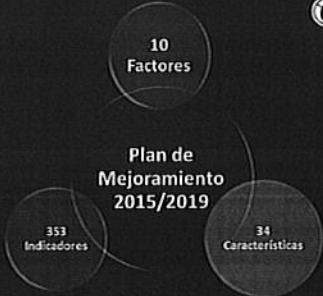 10
Factores
Plan de
Mejoramiento
2015/2019
353
Indicadores
34
Características